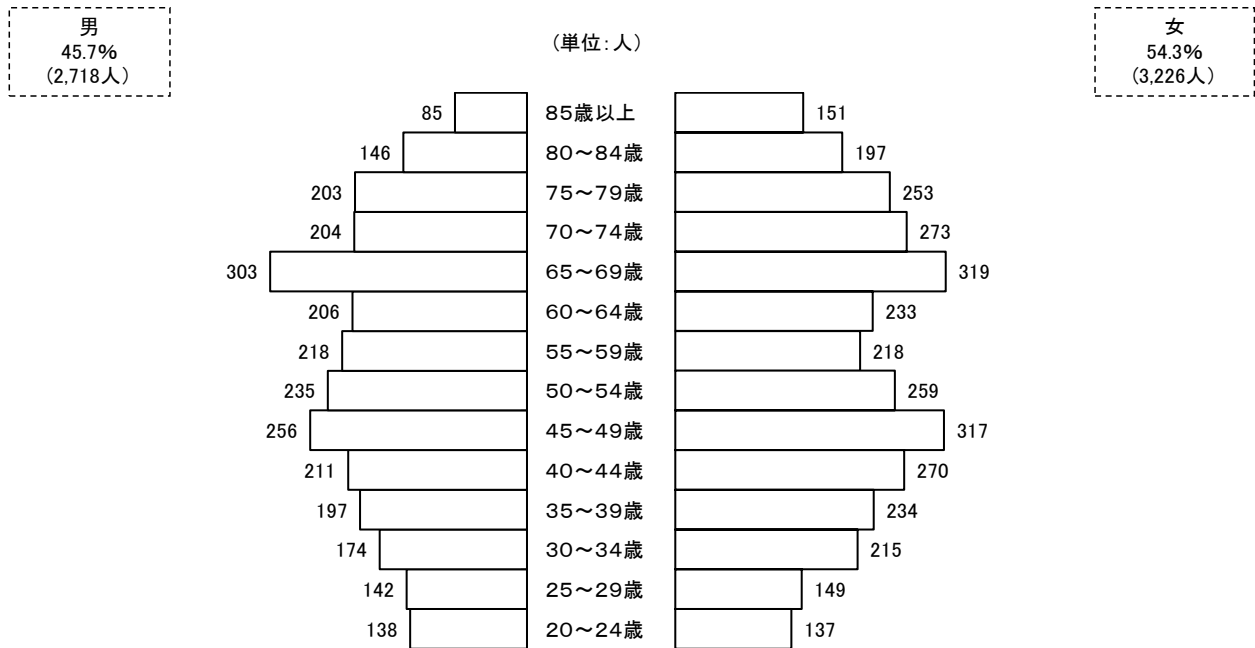 男
45.7%
（2,718人）
（単位：人）
女
54.3%
（3,226人）
85 85歳以上 151
146 80～84歳 197
203 75～79歳 253
204 70～74歳 273
303 65～69歳 319
206 60～64歳 233
218 55～59歳 218
235 50～54歳 259
256 45～49歳 317
211 40～44歳 270
197 35～39歳 234
174 30～34歳 215
142 25～29歳 149
138 20～24歳 137